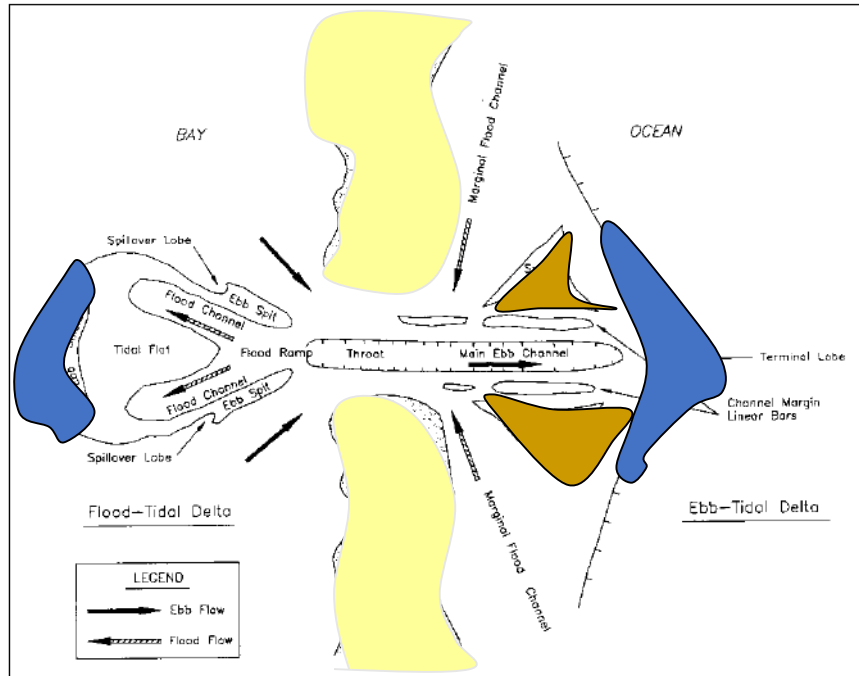 BAY
OCEAN
Marginal Flood Channel
Spillover Lobe
Ebb Spit
Flood Channel
Tidal Flat
Flood Ramp
Throat
Main Ebb Channel
Terminal Lobe
Flood Channel
Ebb Spit
Channel Margin
Linear Bars
Spillover Lobe
Marginal Flood Channel
Flood-Tidal Delta
Ebb-Tidal Delta
LEGEND
Ebb Flow
Flood Flow